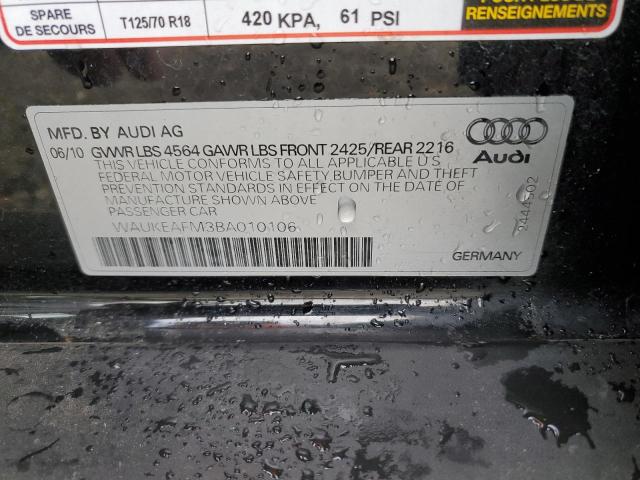 SPARE
DE SECOURS
T125/70 R18
420 KPA, 61 PSI
RENSEIGNEMENTS
MFD. BY AUDI AG
06/10 GVWR LBS 4564 GAWR LBS FRONT 2425/REAR 2216
THIS VEHICLE CONFORMS TO ALL APPLICABLE U S
FEDERAL MOTOR VEHICLE SAFETY, BUMPER AND THEFT
PREVENTION STANDARDS IN EFFECT ON THE DATE OF
MANUFACTURE SHOWN ABOVE
PASSENGER CAR
WAUKEAFM3BA010106
Audi
2444502
GERMANY